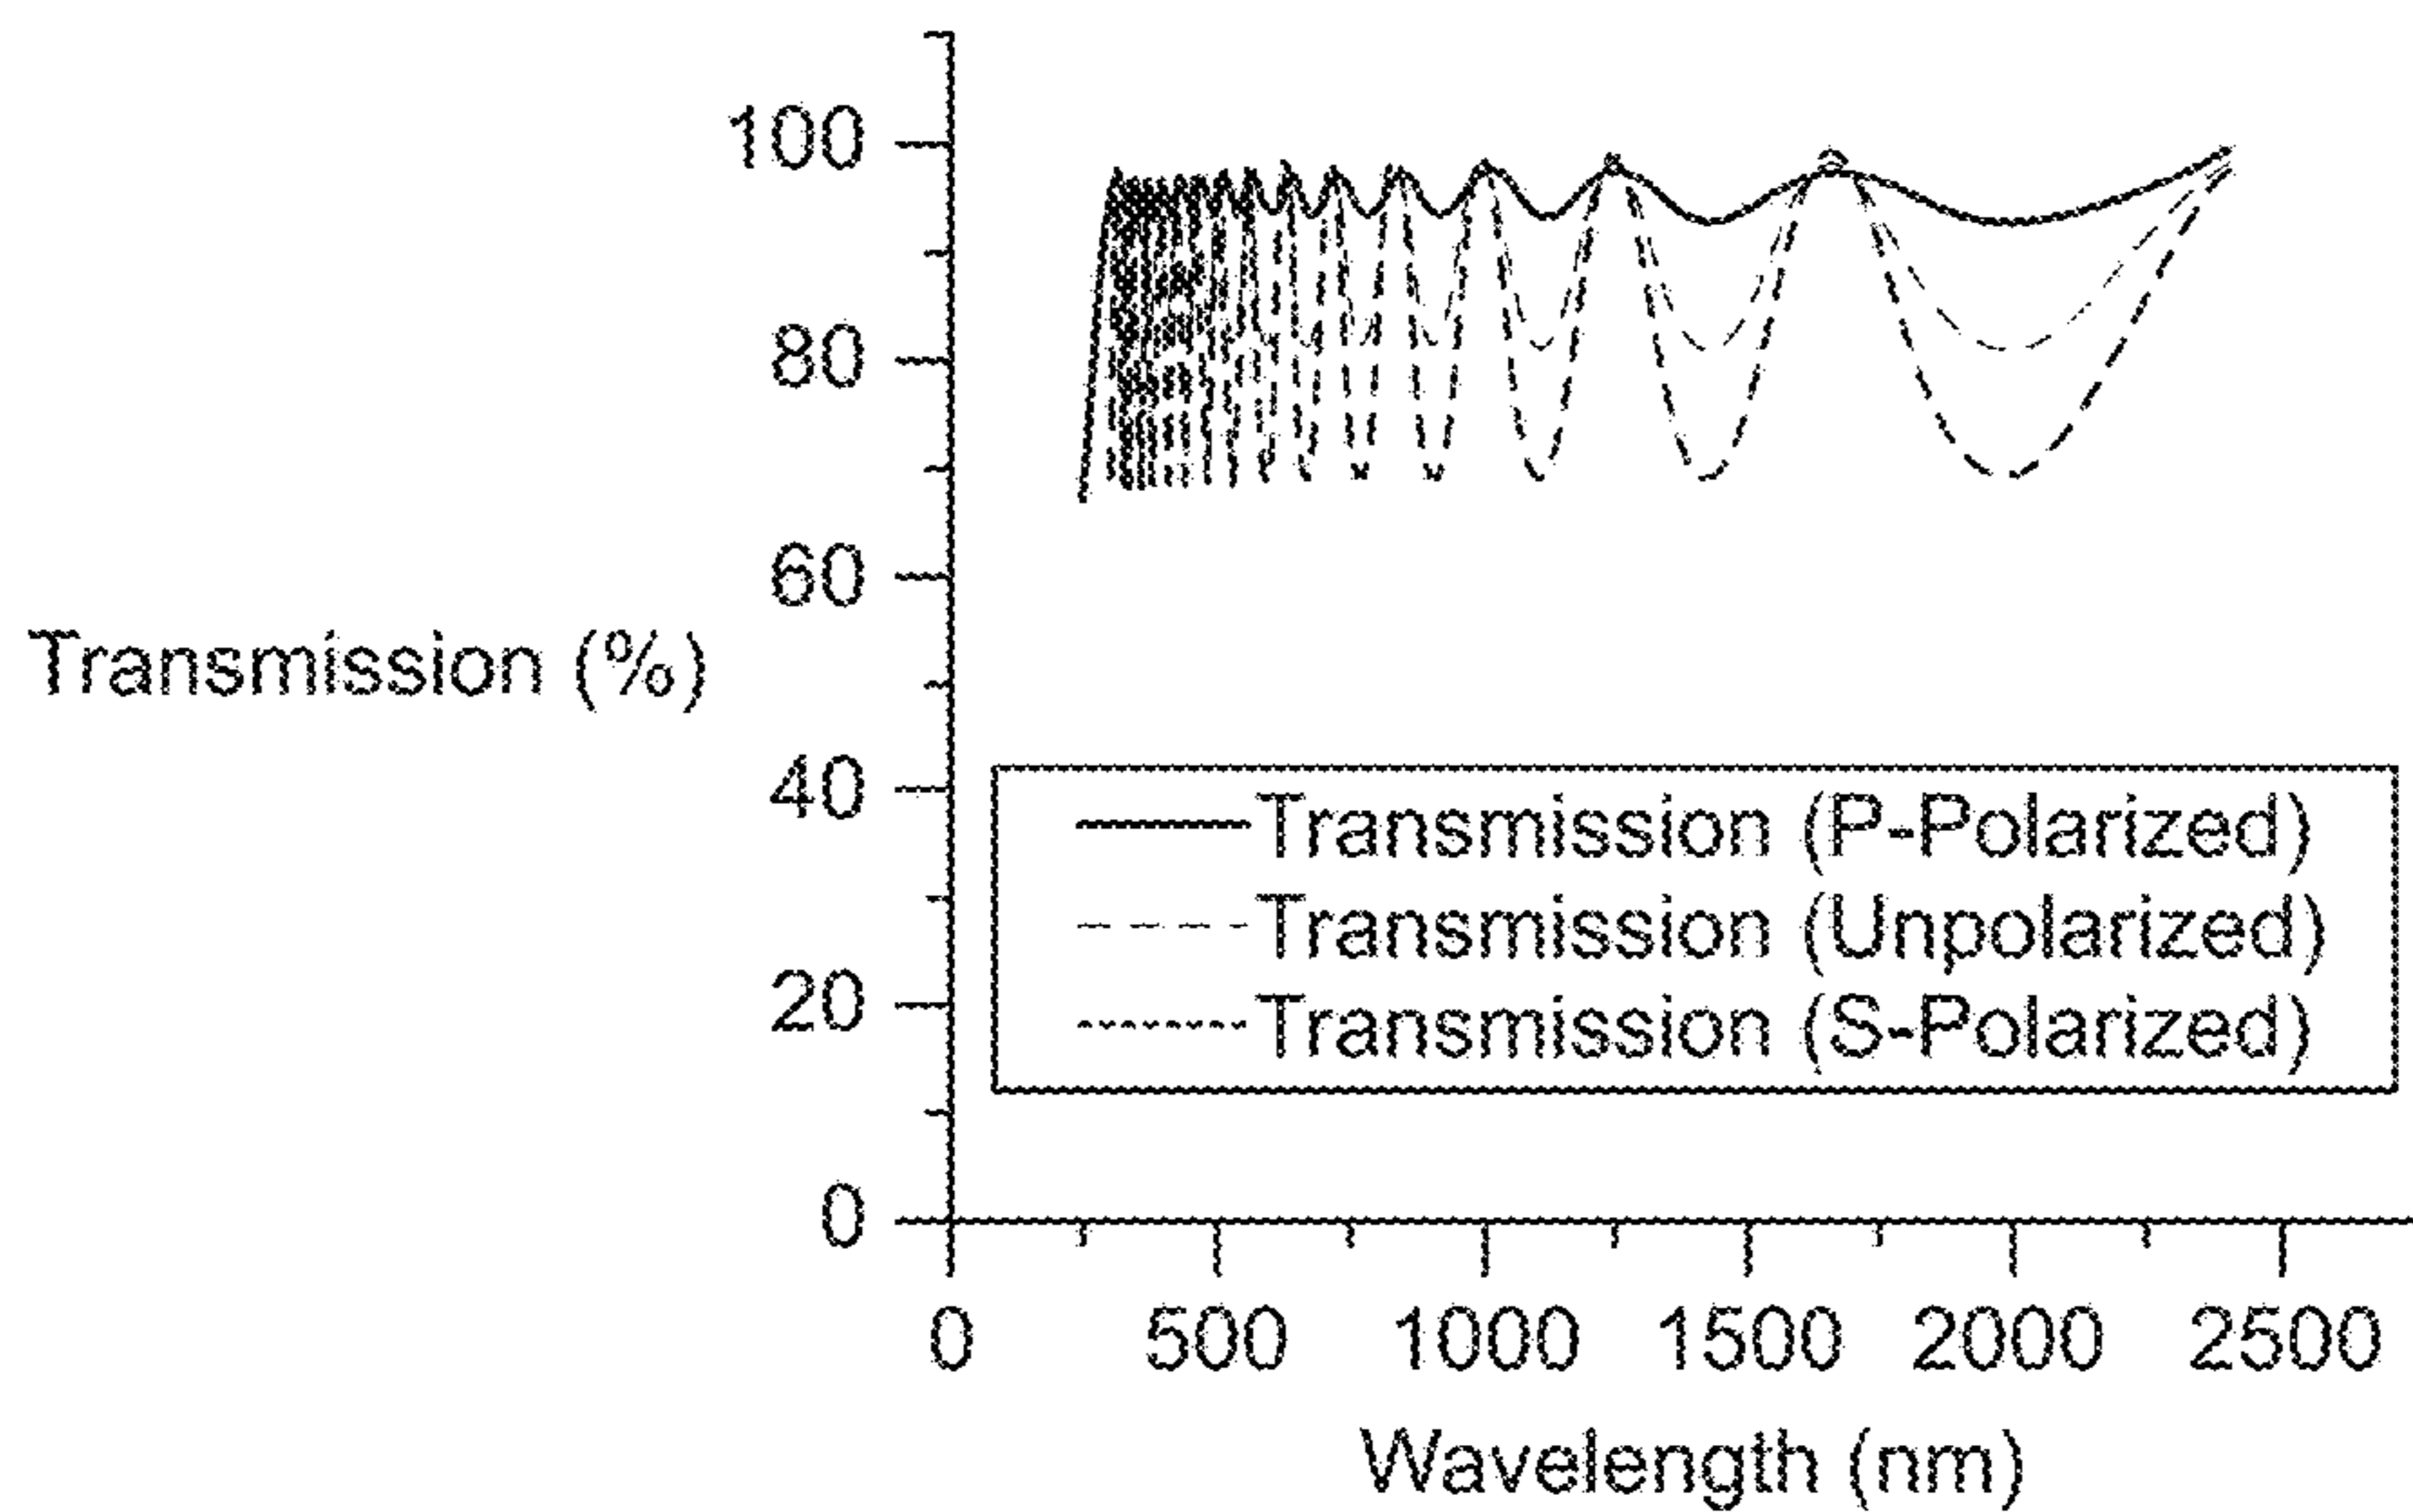 100
80
60
Transmission (%)
40
Transmission (P-Polarized)
Transmission (Unpolarized)
20
Transmission (S-Polarized)
0
0 500 1000 1500 2000 2500
Wavelength (nm)